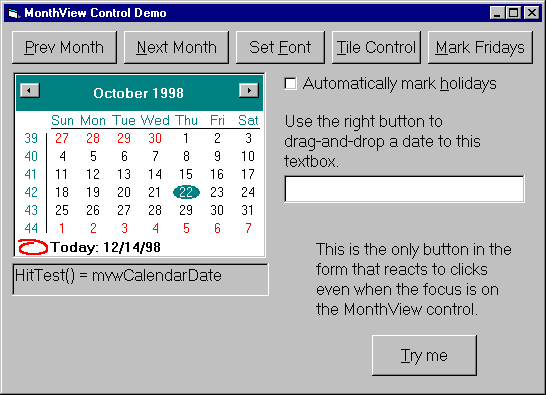 MonthView Control Demo
Prev Month Next Month Set Font Tile Control Mark Fridays
October 1998
Sun Mon Tue Wed Thu Fri Sat
39 27 28 29 30 1 2 3
40 4 5 6 7 8 9 10
41 11 12 13 14 15 16 17
42 18 19 20 21 22 23 24
43 25 26 27 28 29 30 31
44 1 2 3 4 5 6 7
Today: 12/14/98
HitTest() = mvwCalendarDate
Automatically mark holidays
Use the right button to
drag-and-drop a date to this
textbox.
This is the only button in the
form that reacts to clicks
even when the focus is on
the MonthView control.
Try me